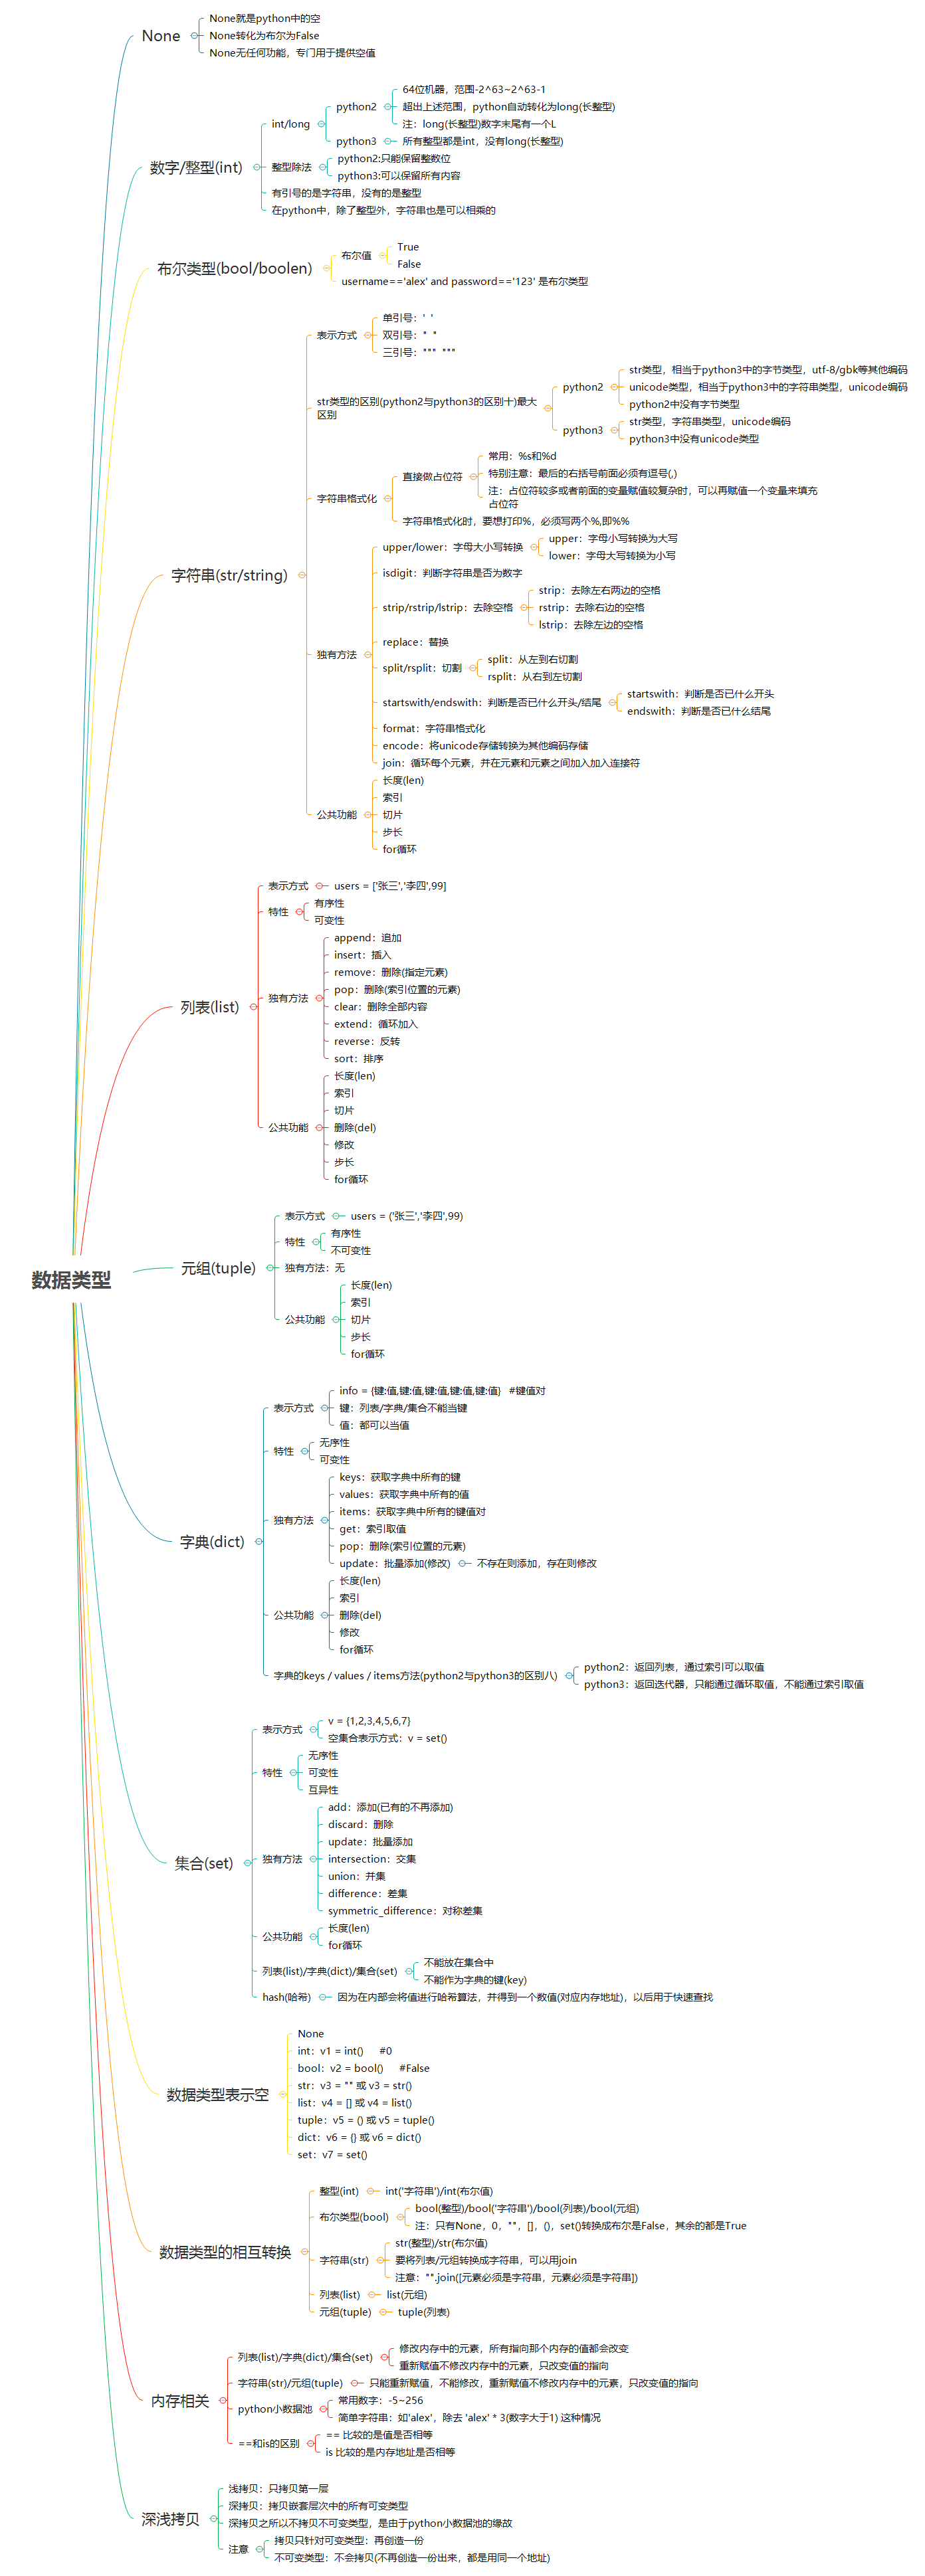 数据类型
None
None就是python中的空
None转化为布尔为False
None无任何功能，专门用于提供空值
数字/整型(int)
int/long
python2
64位机器，范围-2^63~2^63-1
超出上述范围，python自动转化为long(长整型)
注：long(长整型)数字末尾有一个L
python3
所有整型都是int，没有long(长整型)
整型除法
python2:只能保留整数位
python3:可以保留所有内容
有引号的是字符串，没有的是整型
在python中，除了整型外，字符串也是可以相乘的
布尔类型(bool/boolen)
布尔值
True
False
username=='alex' and password=='123' 是布尔类型
字符串(str/string)
表示方式
单引号：' '
双引号：" "
三引号：""" """
str类型的区别(python2与python3的区别十)最大
区别
python2
str类型，相当于python3中的字节类型，utf-8/gbk等其他编码
unicode类型，相当于python3中的字符串类型，unicode编码
python2中没有字节类型
python3
str类型，字符串类型，unicode编码
python3中没有unicode类型
字符串格式化
直接做占位符
常用：%s和%d
特别注意：最后的右括号前面必须有逗号(,)
注：占位符较多或者前面的变量赋值较复杂时，可以再赋值一个变量来填充
占位符
字符串格式化时，要想打印%，必须写两个%,即%%
独有方法
upper/lower：字母大小写转换
upper：字母小写转换为大写
lower：字母大写转换为小写
isdigit：判断字符串是否为数字
strip/rstrip/lstrip：去除空格
strip：去除左右两边的空格
rstrip：去除右边的空格
lstrip：去除左边的空格
replace：替换
split/rsplit：切割
split：从左到右切割
rsplit：从右到左切割
startswith/endswith：判断是否已什么开头/结尾
startswith：判断是否已什么开头
endswith：判断是否已什么结尾
format：字符串格式化
encode：将unicode存储转换为其他编码存储
join：循环每个元素，并在元素和元素之间加入加入连接符
公共功能
长度(len)
索引
切片
步长
for循环
列表(list)
表示方式
users = ['张三','李四',99]
特性
有序性
可变性
独有方法
append：追加
insert：插入
remove：删除(指定元素)
pop：删除(索引位置的元素)
clear：删除全部内容
extend：循环加入
reverse：反转
sort：排序
公共功能
长度(len)
索引
切片
删除(del)
修改
步长
for循环
元组(tuple)
表示方式
users = ('张三','李四',99)
特性
有序性
不可变性
独有方法：无
公共功能
长度(len)
索引
切片
步长
for循环
字典(dict)
表示方式
info = {键:值,键:值,键:值,键:值,键:值} #键值对
键：列表/字典/集合不能当键
值：都可以当值
特性
无序性
可变性
独有方法
keys：获取字典中所有的键
values：获取字典中所有的值
items：获取字典中所有的键值对
get：索引取值
pop：删除(索引位置的元素)
update：批量添加(修改)
不存在则添加，存在则修改
公共功能
长度(len)
索引
删除(del)
修改
for循环
字典的keys / values / items方法(python2与python3的区别八)
python2：返回列表，通过索引可以取值
python3：返回迭代器，只能通过循环取值，不能通过索引取值
集合(set)
表示方式
v = {1,2,3,4,5,6,7}
空集合表示方式：v = set()
特性
无序性
可变性
互异性
独有方法
add：添加(已有的不再添加)
discard：删除
update：批量添加
intersection：交集
union：并集
difference：差集
symmetric_difference：对称差集
公共功能
长度(len)
for循环
列表(list)/字典(dict)/集合(set)
不能放在集合中
不能作为字典的键(key)
hash(哈希)
因为在内部会将值进行哈希算法，并得到一个数值(对应内存地址)，以后用于快速查找
数据类型表示空
None
int：v1 = int() #0
bool：v2 = bool() #False
str：v3 = "" 或 v3 = str()
list：v4 = [] 或 v4 = list()
tuple：v5 = () 或 v5 = tuple()
dict：v6 = {} 或 v6 = dict()
set：v7 = set()
数据类型的相互转换
整型(int)
int('字符串')/int(布尔值)
布尔类型(bool)
bool(整型)/bool('字符串')/bool(列表)/bool(元组)
注：只有None，0，""，[]，()，set()转换成布尔是False，其余的都是True
字符串(str)
str(整型)/str(布尔值)
要将列表/元组转换成字符串，可以用join
注意："".join([元素必须是字符串，元素必须是字符串])
列表(list)
list(元组)
元组(tuple)
tuple(列表)
内存相关
列表(list)/字典(dict)/集合(set)
修改内存中的元素，所有指向那个内存的值都会改变
重新赋值不修改内存中的元素，只改变值的指向
字符串(str)/元组(tuple)
只能重新赋值，不能修改，重新赋值不修改内存中的元素，只改变值的指向
python小数据池
常用数字：-5~256
简单字符串：如'alex'，除去 'alex' * 3(数字大于1) 这种情况
==和is的区别
== 比较的是值是否相等
is 比较的是内存地址是否相等
深浅拷贝
浅拷贝：只拷贝第一层
深拷贝：拷贝嵌套层次中的所有可变类型
深拷贝之所以不拷贝不可变类型，是由于python小数据池的缘故
注意
拷贝只针对可变类型：再创造一份
不可变类型：不会拷贝(不再创造一份出来，都是用同一个地址)